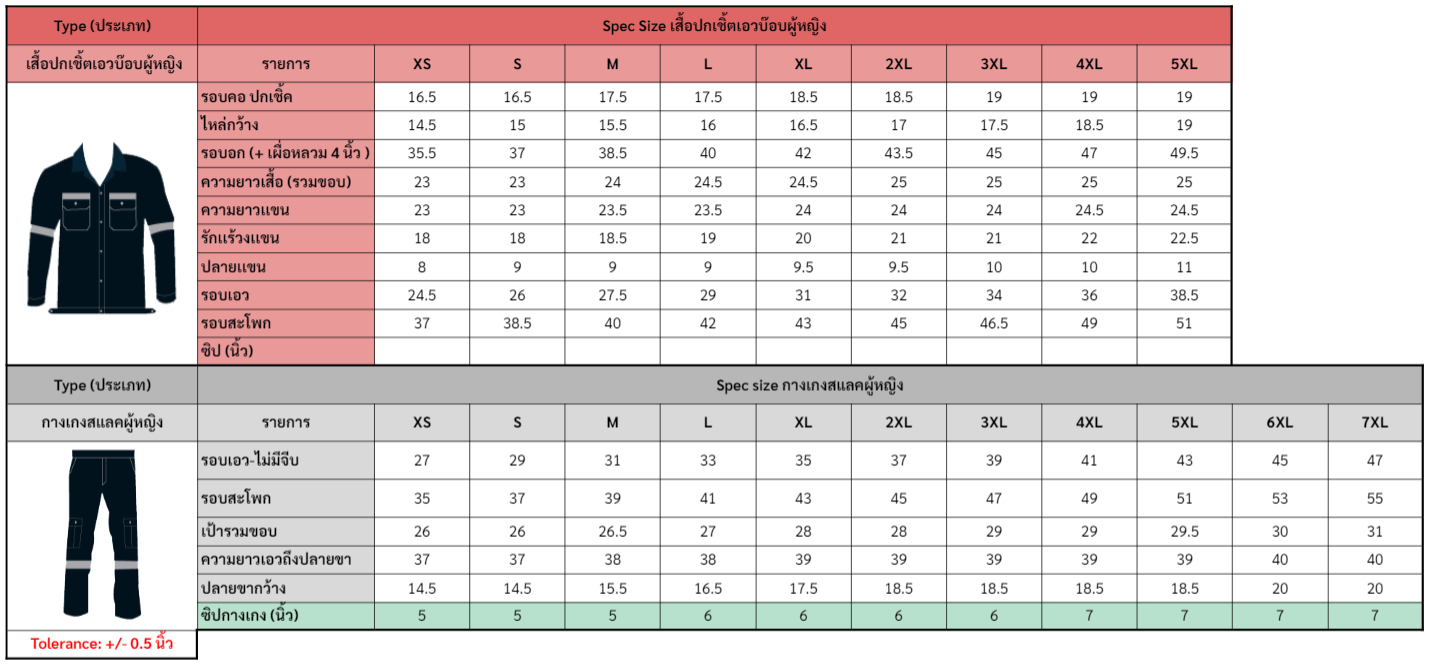 Type (ประเภท) Spec Size เสื้อปกเชิ้ตเอวบ๊อบผู้หญิง
เสื้อปกเชิ้ตเอวบ๊อบผู้หญิง รายการ XS S M L XL 2XL 3XL 4XL 5XL
รอบคอ ปกเชิ้ค 16.5 16.5 17.5 17.5 18.5 18.5 19 19 19
ไหล่กว้าง 14.5 15 15.5 16 16.5 17 17.5 18.5 19
รอบอก (+ เผื่อหลวม 4 นิ้ว ) 35.5 37 38.5 40 42 43.5 45 47 49.5
ความยาวเสื้อ (รวมขอบ) 23 23 24 24.5 24.5 25 25 25 25
ความยาวแขน 23 23 23.5 23.5 24 24 24 24.5 24.5
รักแร้วงแขน 18 18 18.5 19 20 21 21 22 22.5
ปลายแขน 8 9 9 9 9.5 9.5 10 10 11
รอบเอว 24.5 26 27.5 29 31 32 34 36 38.5
รอบสะโพก 37 38.5 40 42 43 45 46.5 49 51
ซิป (นิ้ว)
Type (ประเภท) Spec size กางเกงสแลคผู้หญิง
กางเกงสแลคผู้หญิง รายการ XS S M L XL 2XL 3XL 4XL 5XL 6XL 7XL
รอบเอว-ไม่มีจีบ 27 29 31 33 35 37 39 41 43 45 47
รอบสะโพก 35 37 39 41 43 45 47 49 51 53 55
เป้ารวมขอบ 26 26 26.5 27 28 28 29 29 29.5 30 31
ความยาวเอวถึงปลายขา 37 37 38 38 39 39 39 39 39 40 40
ปลายขากว้าง 14.5 14.5 15.5 16.5 17.5 18.5 18.5 18.5 18.5 20 20
ซิปกางเกง (นิ้ว) 5 5 5 6 6 6 6 7 7 7 7
Tolerance: +/- 0.5 นิ้ว